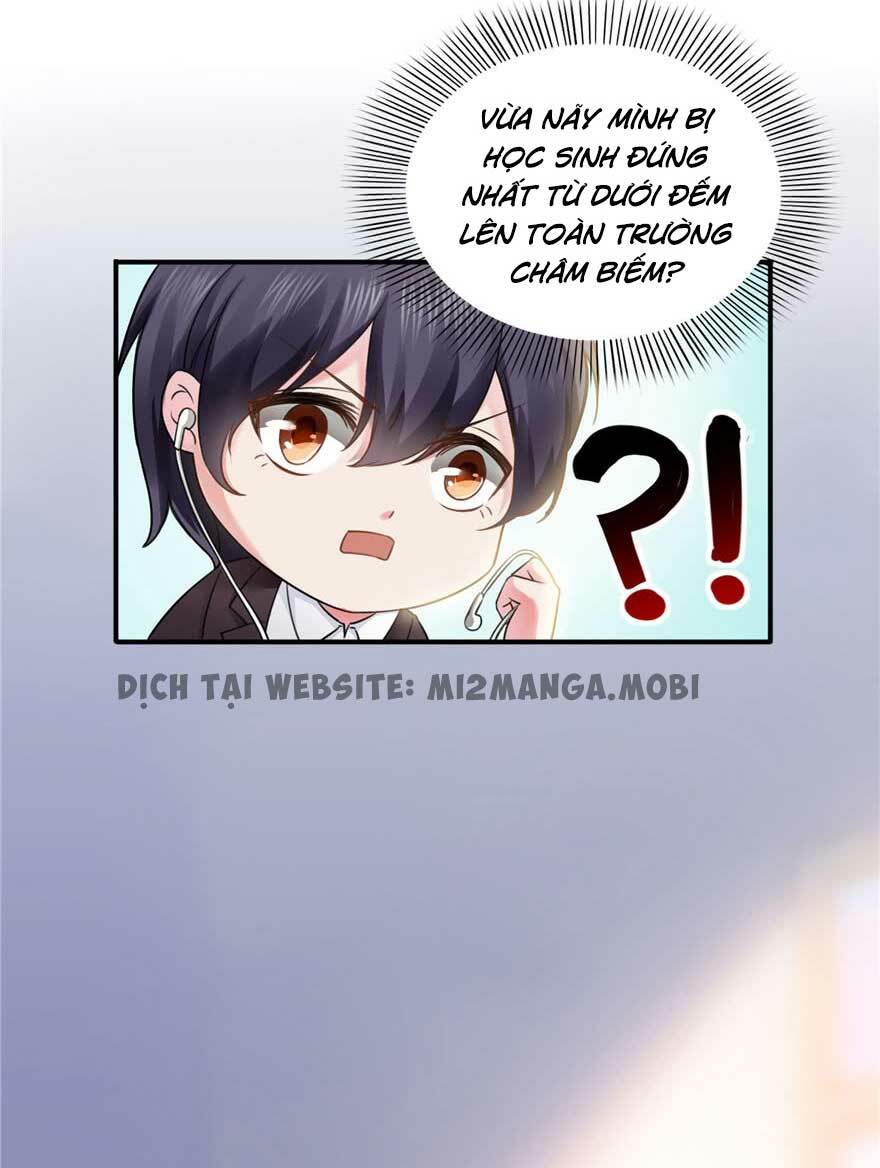 VỪA NÃY MÌNH BỊ
HỌC SINH ĐỨNG
NHẤT TỪ DƯỚI ĐẾM
LÊN TOÀN TRƯỜNG
CHÂM BIẾM?
?!
DỊCH TẠI WEBSITE: MI2MANGA.MOBI